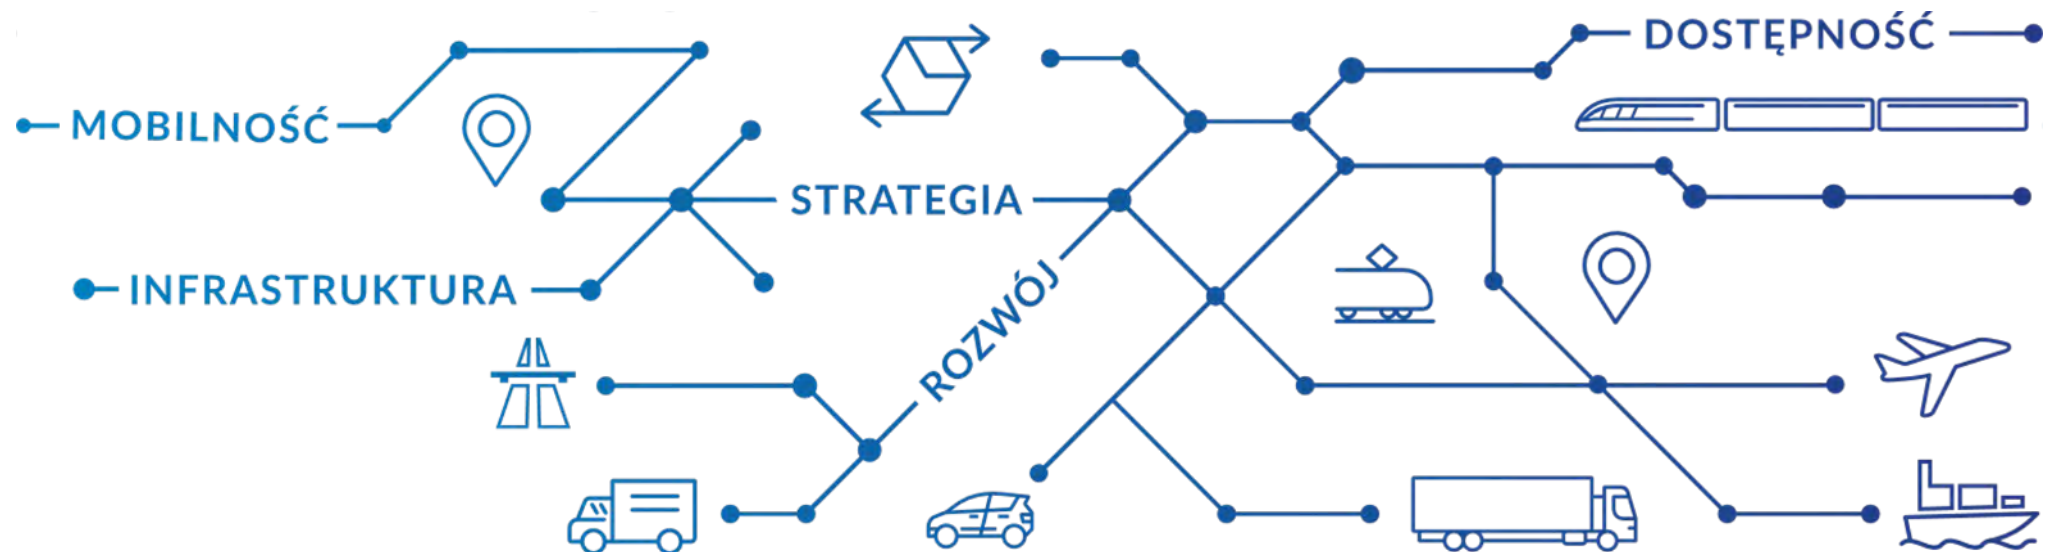 MOBILNOŚĆ
STRATEGIA
INFRASTRUKTURA
ROZWÓJ
DOSTĘPNOŚĆ